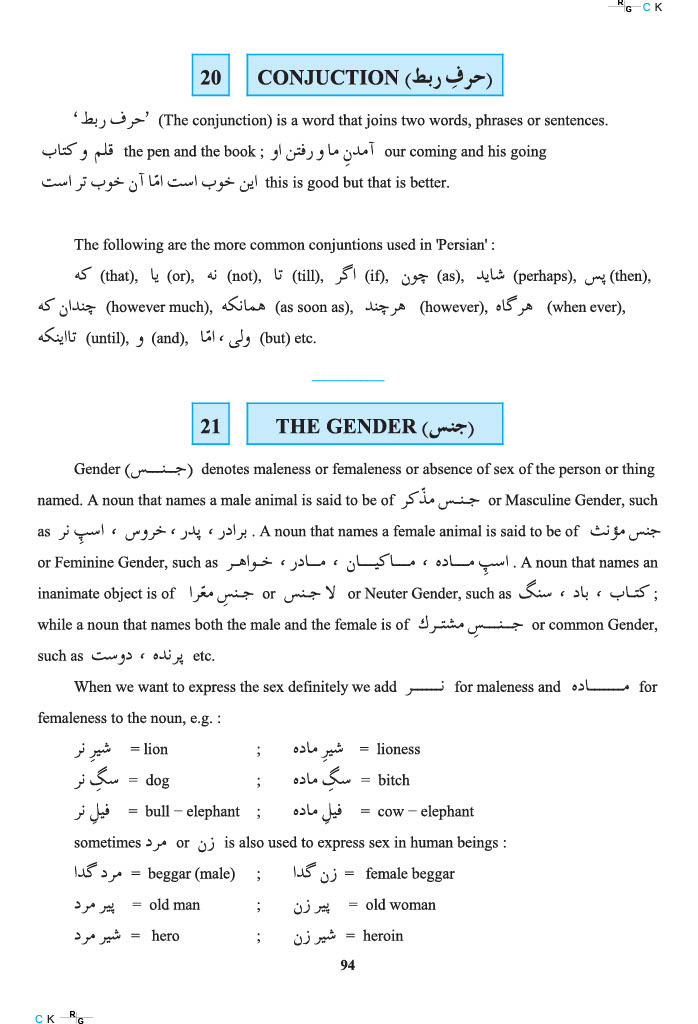 R G C K
20 CONJUCTION (حرفِ ربط)
‘حرف ربط’ (The conjunction) is a word that joins two words, phrases or sentences.
قلم و کتاب the pen and the book ; آمدنِ ما و رفتن او our coming and his going
این خوب است امّا آن خوب تر است this is good but that is better.
The following are the more common conjuntions used in 'Persian' :
که (that), یا (or), نه (not), تا (till), اگر (if), چون (as), شاید (perhaps), پس (then),
چندان که (however much), همانکه (as soon as), هرچند (however), هرگاه (when ever),
تااینکه (until), و (and), ولی ، امّا (but) etc.
21 THE GENDER (جنس)
Gender (جنس) denotes maleness or femaleness or absence of sex of the person or thing
named. A noun that names a male animal is said to be of جنس مذّکر or Masculine Gender, such
as برادر ، پدر ، خروس ، اسپِ نر . A noun that names a female animal is said to be of جنس مؤنث
or Feminine Gender, such as اسپِ ماده ، ماکیان ، مادر ، خواهر . A noun that names an
inanimate object is of جنسِ معّرا or لا جنس or Neuter Gender, such as کتاب ، باد ، سنگ ;
while a noun that names both the male and the female is of جنسِ مشترک or common Gender,
such as پرنده ، دوست etc.
When we want to express the sex definitely we add نر for maleness and ماده for
femaleness to the noun, e.g. :
شیرِ نر = lion ; شیرِ ماده = lioness
سگِ نر = dog ; سگِ ماده = bitch
فیلِ نر = bull – elephant ; فیلِ ماده = cow – elephant
sometimes مرد or زن is also used to express sex in human beings :
مرد گدا = beggar (male) ; زن گدا = female beggar
پیر مرد = old man ; پیر زن = old woman
شیر مرد = hero ; شیر زن = heroin
94
C K R G